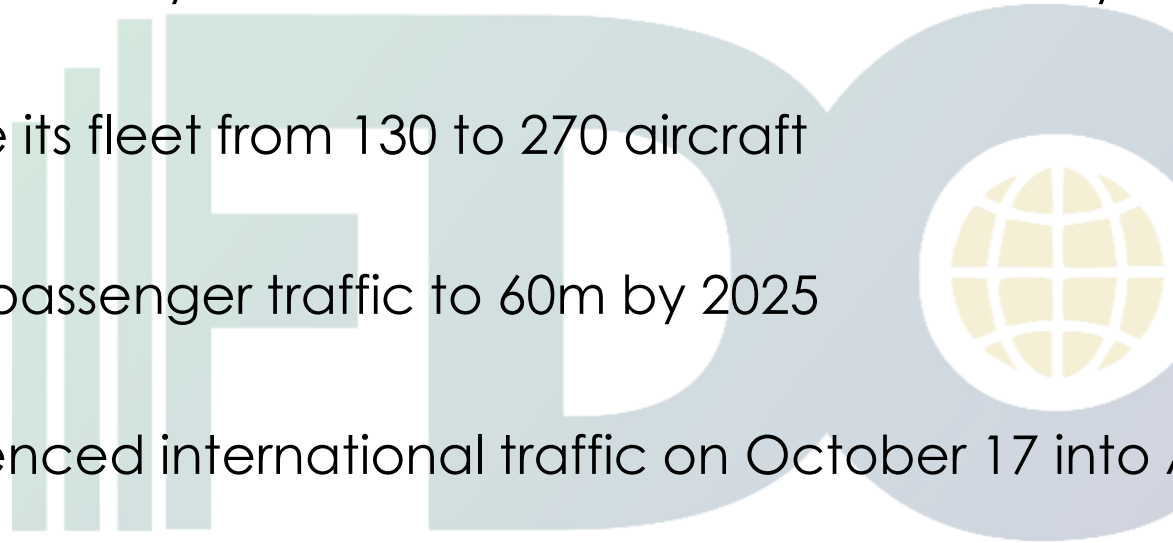 its fleet from 130 to 270 aircraft
passenger traffic to 60m by 2025
international traffic on October 17 into